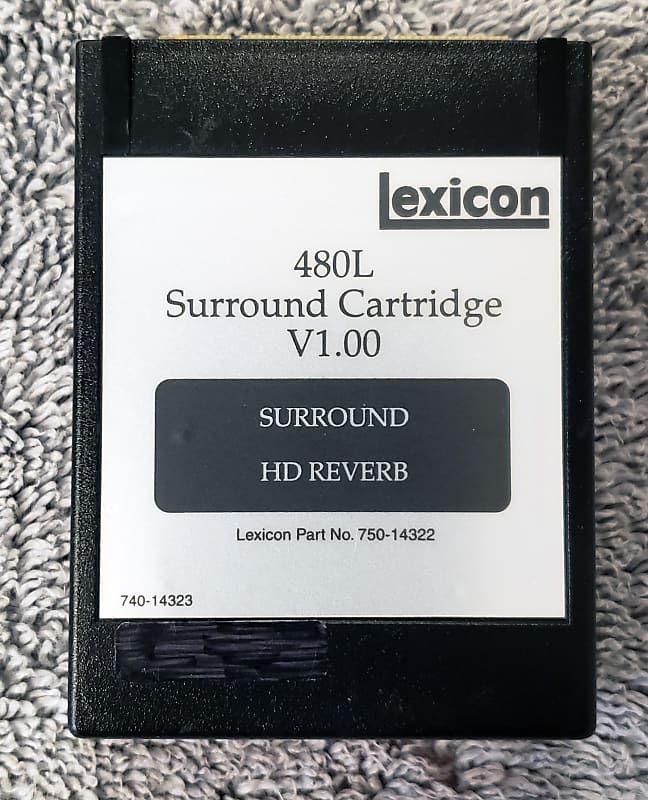 Lexicon
480L
Surround Cartridge
V1.00
SURROUND
HD REVERB
Lexicon Part No. 750-14322
740-14323